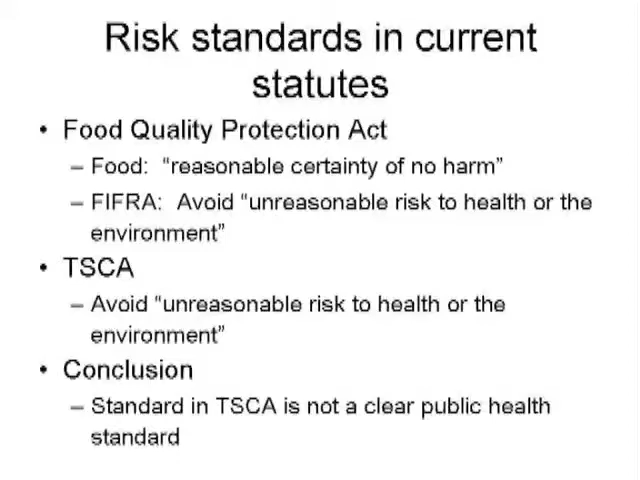 Risk standards in current
statutes
• Food Quality Protection Act
– Food: “reasonable certainty of no harm”
– FIFRA: Avoid “unreasonable risk to health or the
environment”
• TSCA
– Avoid “unreasonable risk to health or the
environment”
• Conclusion
– Standard in TSCA is not a clear public health
standard